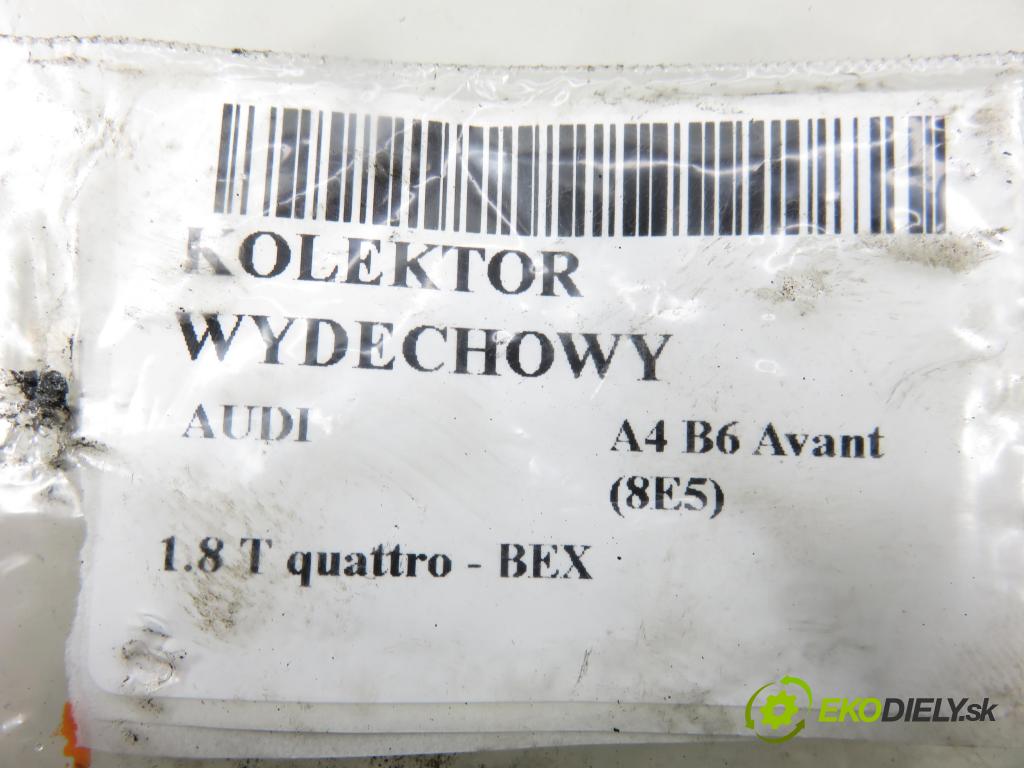 KOLEKTOR
WYDECHOWY
AUDI
A4 B6 Avant
(8E5)
1.8 T quattro - BEX
EKODIELY.sk